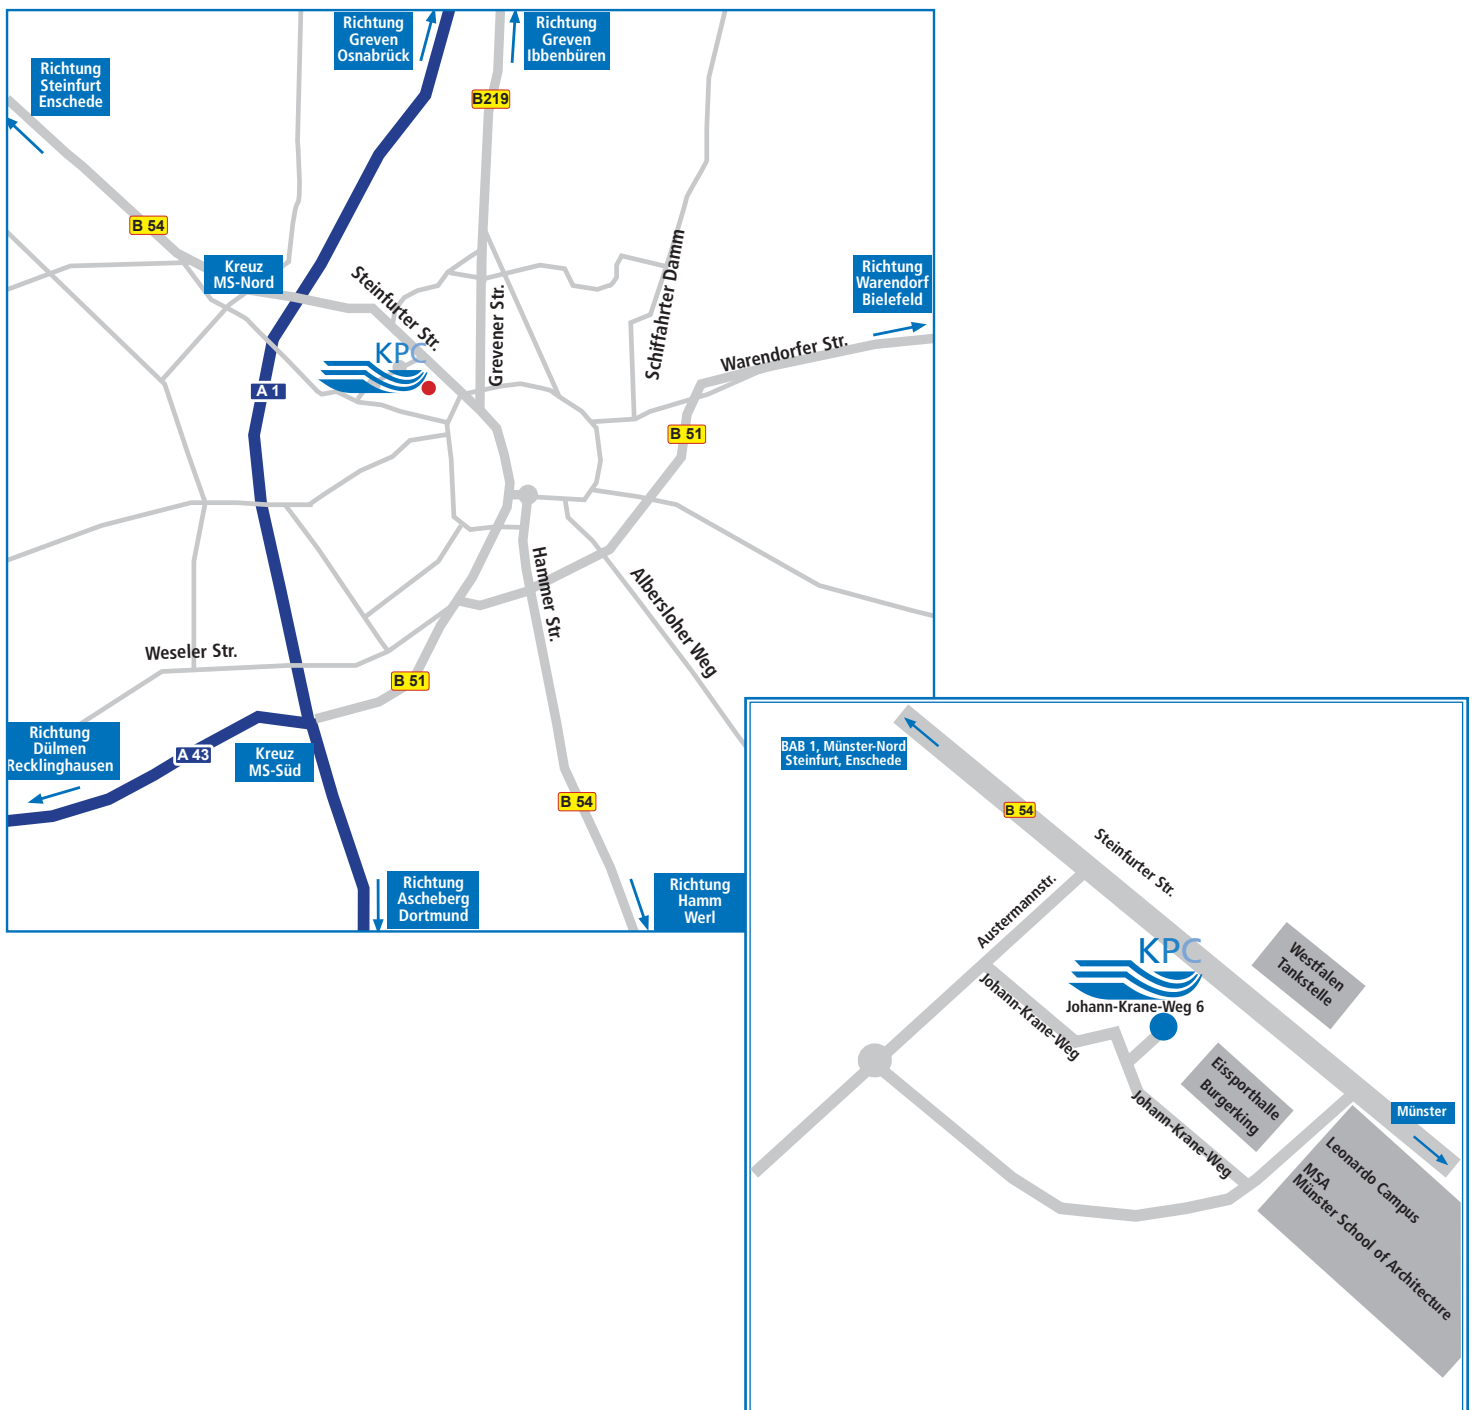 Richtung
Greven
Osnabrück
Richtung
Greven
Ibbenbüren
Richtung
Steinfurt
Enschede
B219
B 54
Kreuz
MS-Nord
Steinfurter Str.
Grevener Str.
Schiffahrter Damm
Richtung
Warendorf
Bielefeld
Warendorfer Str.
KPC
A 1
B 51
Hammer Str.
Albersloher Weg
Weseler Str.
B 51
Richtung
Dülmen
Recklinghausen
A 43
Kreuz
MS-Süd
B 54
Richtung
Ascheberg
Dortmund
Richtung
Hamm
Werl
BAB 1, Münster-Nord
Steinfurt, Enschede
B 54
Steinfurter Str.
Austermannstr.
KPC
Johann-Krane-Weg 6
Westfalen
Tankstelle
Johann-Krane-Weg
Eissporthalle
Burgerking
Johann-Krane-Weg
Münster
Leonardo Campus
MSA
Münster School of Architecture